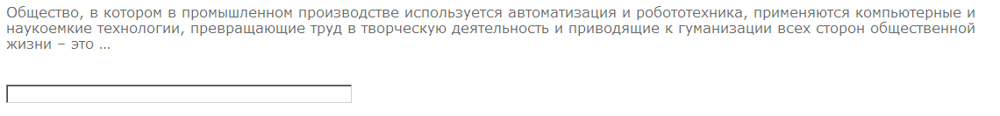 Общество, в котором в промышленном производстве используется автоматизация и робототехника, применяются компьютерные и
наукоемкие технологии, превращающие труд в творческую деятельность и приводящие к гуманизации всех сторон общественной
жизни – это …